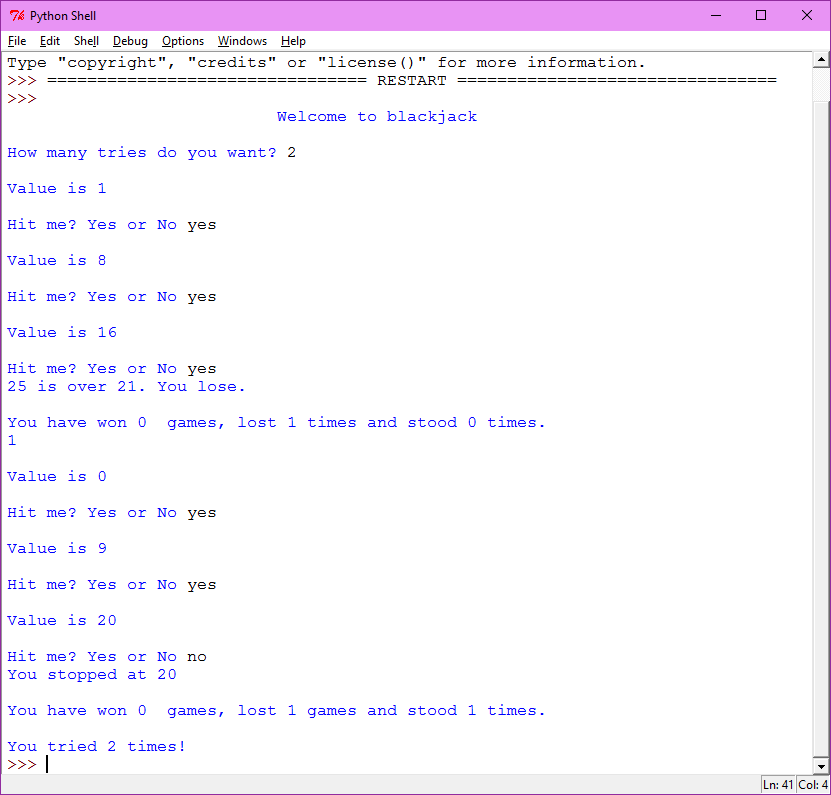 Python Shell
File Edit Shell Debug Options Windows Help
Type "copyright", "credits" or "license()" for more information.
>>> ================================ RESTART ================================
>>>
Welcome to blackjack
How many tries do you want? 2
Value is 1
Hit me? Yes or No yes
Value is 8
Hit me? Yes or No yes
Value is 16
Hit me? Yes or No yes
25 is over 21. You lose.
You have won 0  games, lost 1 times and stood 0 times.
1
Value is 0
Hit me? Yes or No yes
Value is 9
Hit me? Yes or No yes
Value is 20
Hit me? Yes or No no
You stopped at 20
You have won 0  games, lost 1 games and stood 1 times.
You tried 2 times!
>>>
Ln: 41 Col: 4